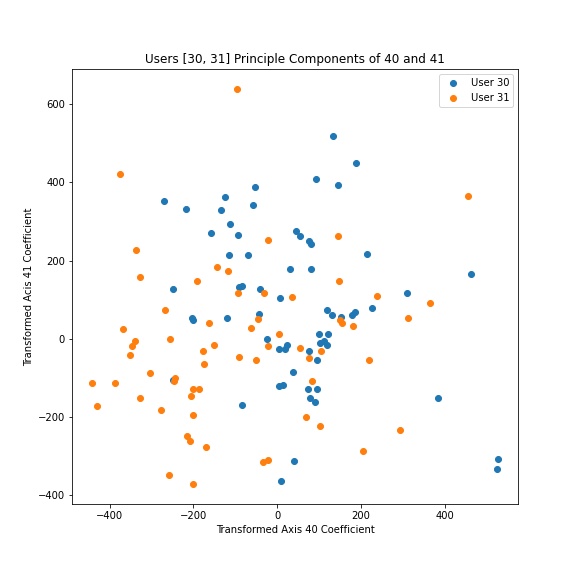 Users [30, 31] Principle Components of 40 and 41
User 30
User 31
600
400
200
0
−200
−400
Transformed Acis 41 Coefficient
−400
−200
0
200
400
Transformed Axis 40 Coefficient